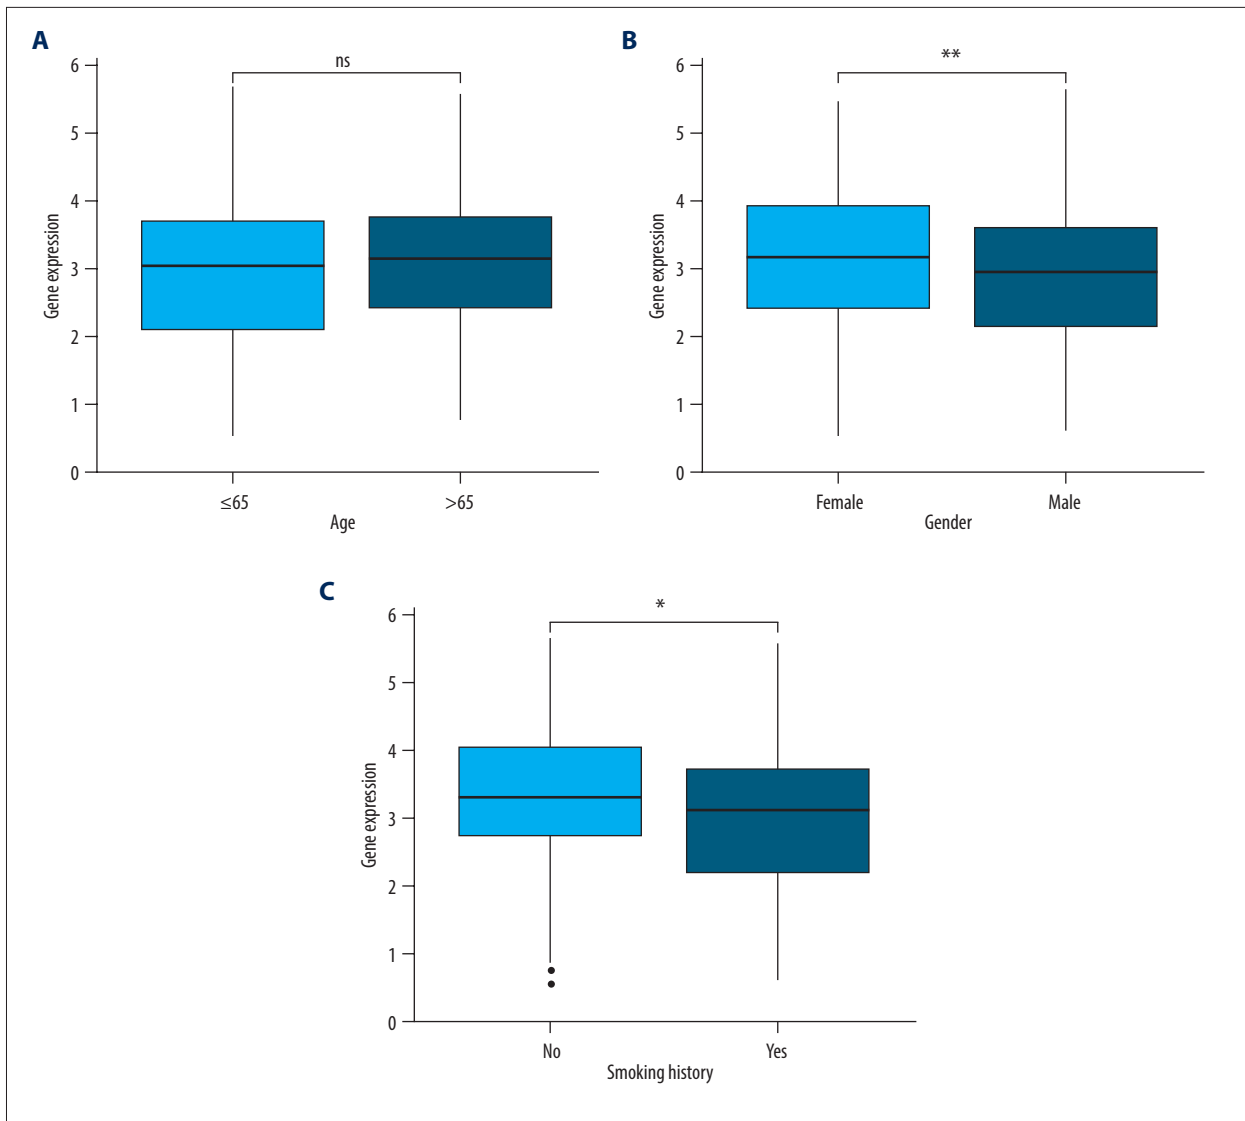 A
ns
6
5
4
3
2
1
0
Gene expression
≤65
>65
Age
B
**
6
5
4
3
2
1
0
Gene expression
Female
Male
Gender
C
*
6
5
4
3
2
1
0
Gene expression
No
Yes
Smoking history